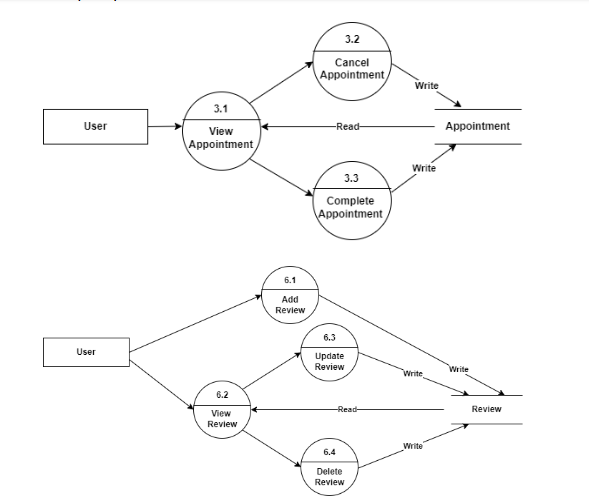 3.2
Cancel
Appointment
Write
3.1
View
Appointment
User
Read
Appointment
Write
3.3
Complete
Appointment
6.1
Add
Review
6.3
Update
Review
User
Write
Write
6.2
View
Review
Read
Review
Write
6.4
Delete
Review